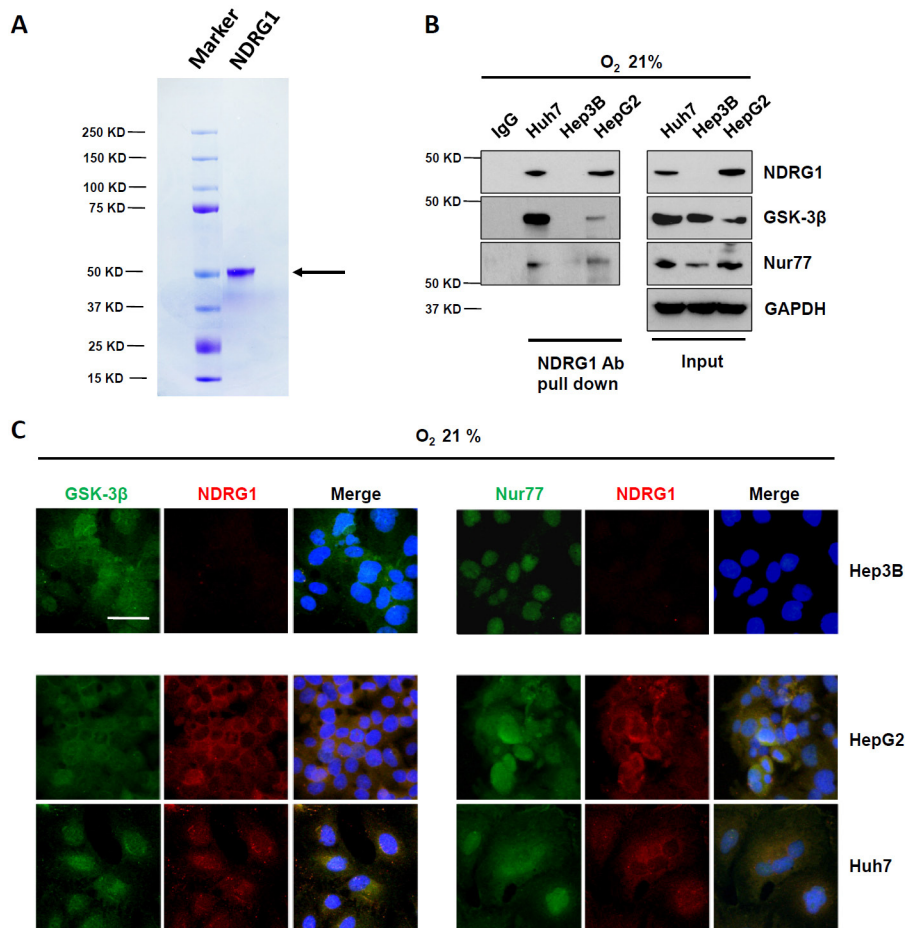 A
Marker
NDRG1
250 KD
150 KD
100 KD
75 KD
50 KD
37 KD
25 KD
15 KD
B
O₂ 21%
IgG
Huh7
Hep3B
HepG2
Huh7
Hep3B
HepG2
50 KD
NDRG1
50 KD
GSK-3β
Nur77
50 KD
37 KD
GAPDH
NDRG1 Ab
pull down
Input
C
O₂ 21 %
GSK-3β NDRG1 Merge Nur77 NDRG1 Merge
Hep3B
HepG2
Huh7